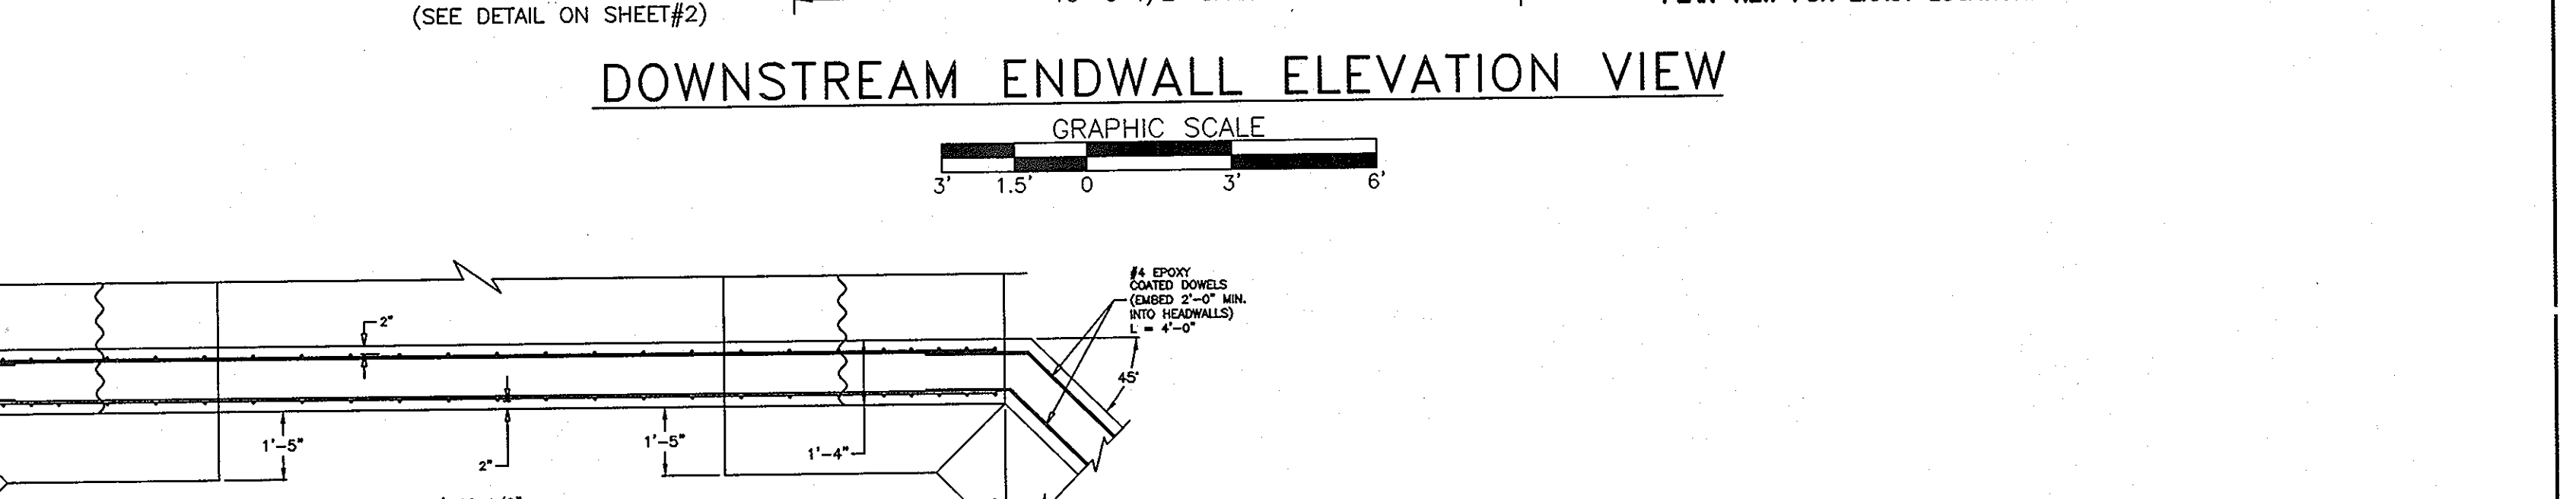 (SEE DETAIL ON SHEET#2)
DOWNSTREAM ENDWALL ELEVATION VIEW
GRAPHIC SCALE
3' 1.5' 0 3' 6'
#4 EPOXY
COATED DOWELS
(EMBED 2'-0" MIN.
INTO HEADWALLS)
L = 4'-0"
2"
45°
1'-5"
1'-5"
1'-4"
2"